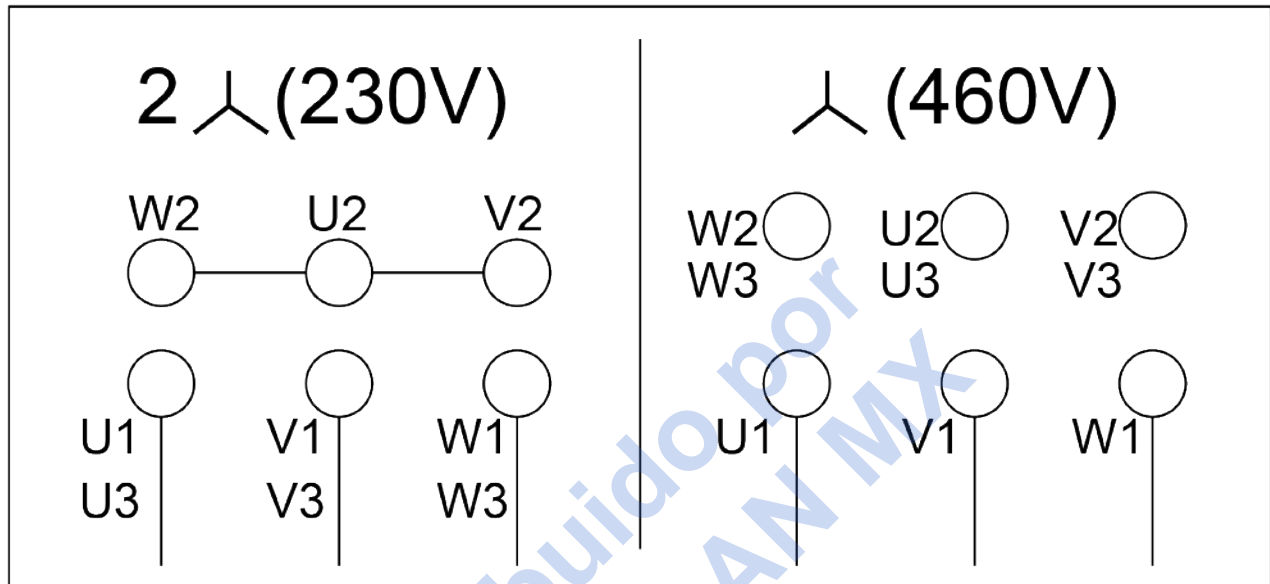 2 (230V)
W2 U2 V2
U1 V1 W1
U3 V3 W3
(460V)
W2 U2 V2
W3 U3 V3
U1 V1 W1
por
AN MX